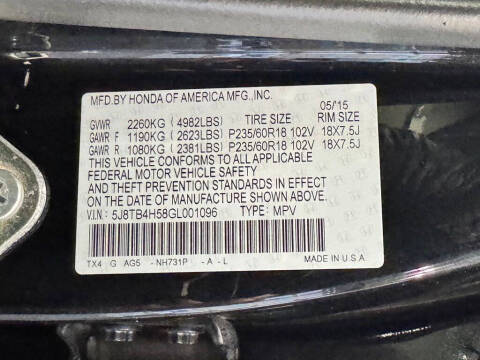 MFD.BY HONDA OF AMERICA MFG.,INC.
05/'15
GVWR 2260KG (4982LBS) TIRE SIZE RIM SIZE
GAWR F 1190KG (2623LBS) P235/60R18 102V 18X7.5J
GAWR R 1080KG (2381LBS) P235/60R18 102V 18X7.5J
THIS VEHICLE CONFORMS TO ALL APPLICABLE
FEDERAL MOTOR VEHICLE SAFETY
AND THEFT PREVENTION STANDARDS IN EFFECT
ON THE DATE OF MANUFACTURE SHOWN ABOVE.
V.I.N: 5J8TB4H58GL001096 TYPE: MPV
TX4 G AG5 - NH731P - A - L
MADE IN U.S.A